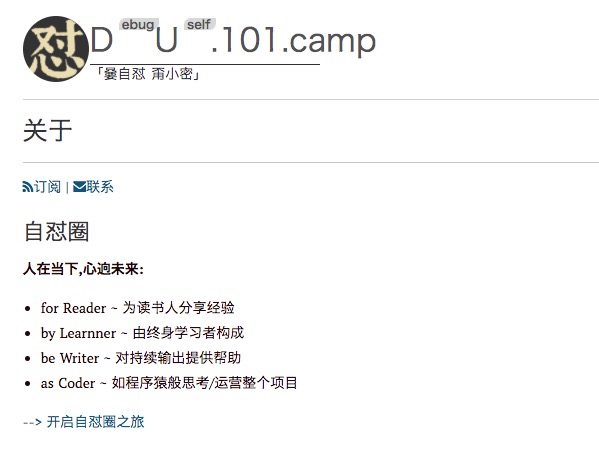 怼
D ebug U self .101.camp
「曑自怼 甪小密」
关于
订阅 | 联系
自怼圈
人在当下,心逈未来:
for Reader ~ 为读书人分享经验
by Learnner ~ 由终身学习者构成
be Writer ~ 对持续输出提供帮助
as Coder ~ 如程序猿般思考/运营整个项目
--> 开启自怼圈之旅